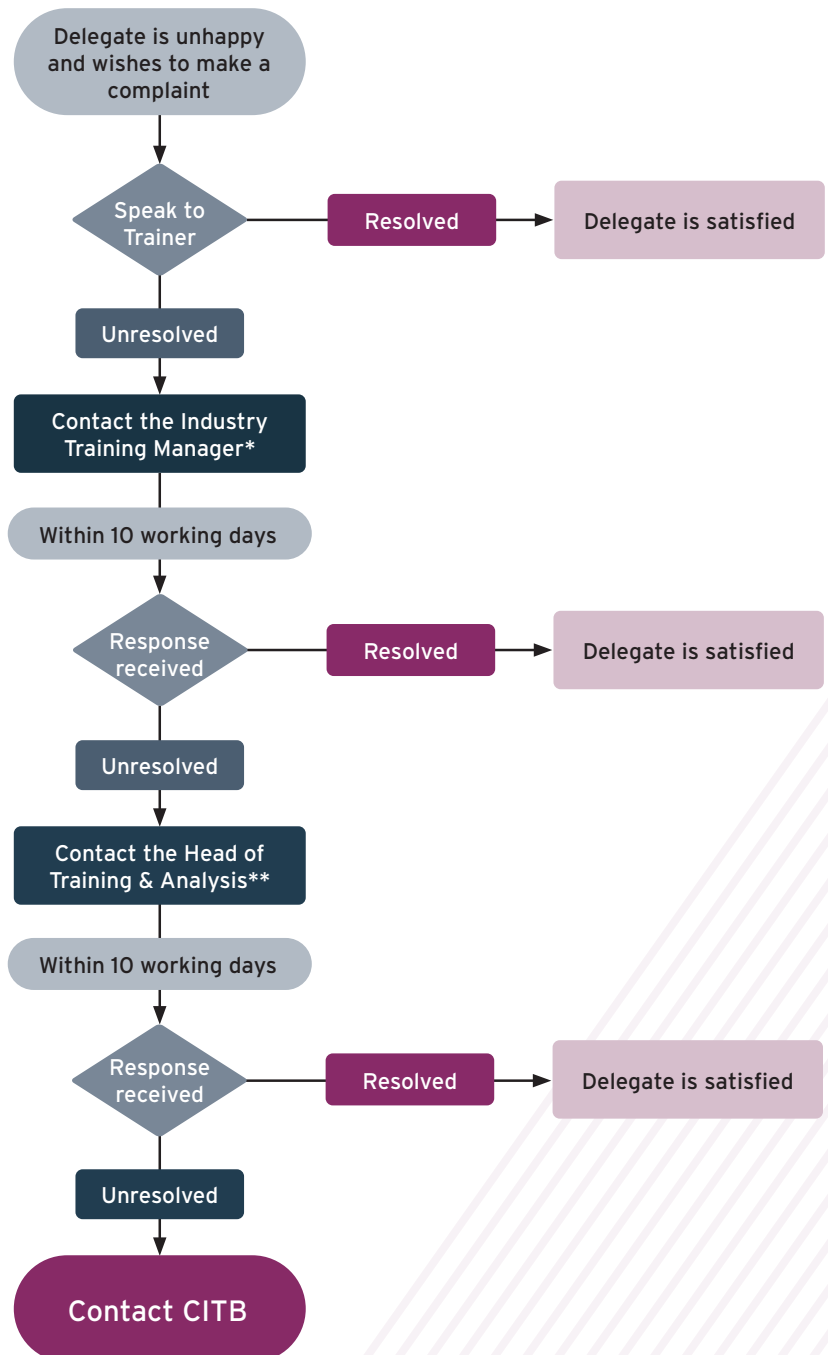 Delegate is unhappy
and wishes to make a
complaint
Speak to
Trainer
Resolved
Delegate is satisfied
Unresolved
Contact the Industry
Training Manager*
Within 10 working days
Response
received
Resolved
Delegate is satisfied
Unresolved
Contact the Head of
Training & Analysis**
Within 10 working days
Response
received
Resolved
Delegate is satisfied
Unresolved
Contact CITB